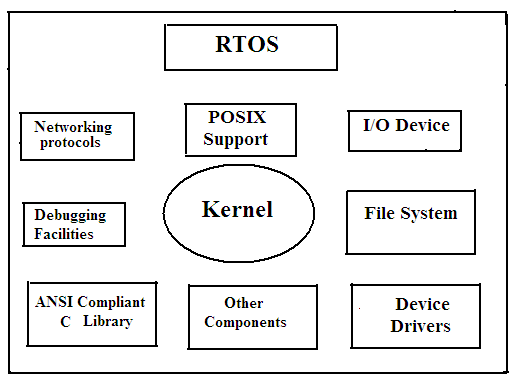 RTOS
Networking
protocols
POSIX
Support
I/O Device
Debugging
Facilities
Kernel
File System
ANSI Compliant
C Library
Other
Components
Device
Drivers